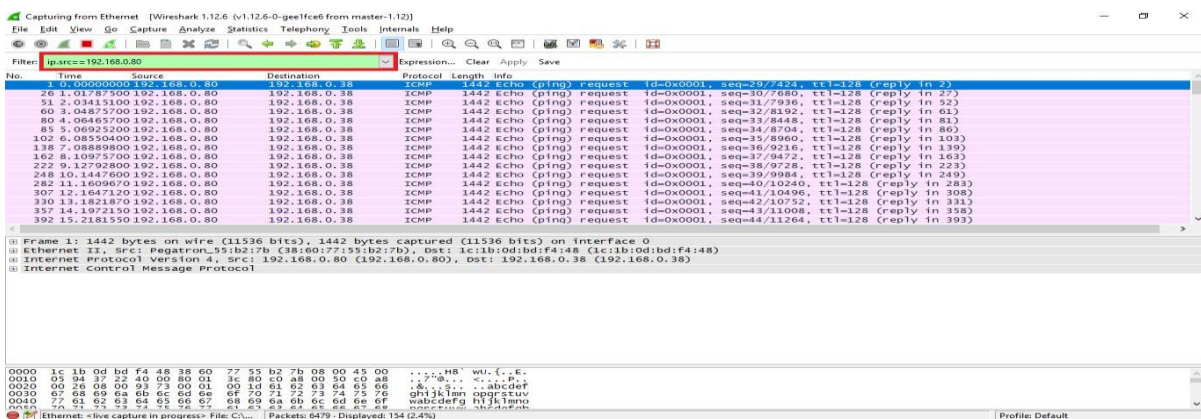 Capturing from Ethernet [Wireshark 1.12.6 (v1.12.6-0-gee1fce6 from master-1.12)]
File Edit View Go Capture Analyze Statistics Telephony Tools Internals Help
Filter: ip.src==192.168.0.80 Expression... Clear Apply Save
No. Time Source Destination Protocol Length Info
1 0.00000000 192.168.0.80 192.168.0.38 ICMP 1442 Echo (ping) request id=0x0001, seq=29/7424, ttl=128 (reply in 2)
26 1.01787500 192.168.0.80 192.168.0.38 ICMP 1442 Echo (ping) request id=0x0001, seq=30/7680, ttl=128 (reply in 27)
51 2.03415100 192.168.0.80 192.168.0.38 ICMP 1442 Echo (ping) request id=0x0001, seq=31/7936, ttl=128 (reply in 52)
60 3.04875700 192.168.0.80 192.168.0.38 ICMP 1442 Echo (ping) request id=0x0001, seq=32/8192, ttl=128 (reply in 61)
80 4.06465700 192.168.0.80 192.168.0.38 ICMP 1442 Echo (ping) request id=0x0001, seq=33/8448, ttl=128 (reply in 81)
85 5.06925200 192.168.0.80 192.168.0.38 ICMP 1442 Echo (ping) request id=0x0001, seq=34/8704, ttl=128 (reply in 86)
102 6.08550400 192.168.0.80 192.168.0.38 ICMP 1442 Echo (ping) request id=0x0001, seq=35/8960, ttl=128 (reply in 103)
138 7.08889800 192.168.0.80 192.168.0.38 ICMP 1442 Echo (ping) request id=0x0001, seq=36/9216, ttl=128 (reply in 139)
162 8.10975700 192.168.0.80 192.168.0.38 ICMP 1442 Echo (ping) request id=0x0001, seq=37/9472, ttl=128 (reply in 163)
222 9.12792800 192.168.0.80 192.168.0.38 ICMP 1442 Echo (ping) request id=0x0001, seq=38/9728, ttl=128 (reply in 223)
248 10.1447600 192.168.0.80 192.168.0.38 ICMP 1442 Echo (ping) request id=0x0001, seq=39/9984, ttl=128 (reply in 249)
282 11.1609670 192.168.0.80 192.168.0.38 ICMP 1442 Echo (ping) request id=0x0001, seq=40/10240, ttl=128 (reply in 283)
307 12.1647120 192.168.0.80 192.168.0.38 ICMP 1442 Echo (ping) request id=0x0001, seq=41/10496, ttl=128 (reply in 308)
330 13.1821870 192.168.0.80 192.168.0.38 ICMP 1442 Echo (ping) request id=0x0001, seq=42/10752, ttl=128 (reply in 331)
357 14.1972150 192.168.0.80 192.168.0.38 ICMP 1442 Echo (ping) request id=0x0001, seq=43/11008, ttl=128 (reply in 358)
392 15.2181550 192.168.0.80 192.168.0.38 ICMP 1442 Echo (ping) request id=0x0001, seq=44/11264, ttl=128 (reply in 393)
Frame 1: 1442 bytes on wire (11536 bits), 1442 bytes captured (11536 bits) on interface 0
Ethernet II, Src: Pegatron_55:b2:7b (38:60:77:55:b2:7b), Dst: 1c:1b:0d:bd:f4:48 (1c:1b:0d:bd:f4:48)
Internet Protocol Version 4, Src: 192.168.0.80 (192.168.0.80), Dst: 192.168.0.38 (192.168.0.38)
Internet Control Message Protocol
0000 1c 1b 0d bd f4 48 38 60 77 55 b2 7b 08 00 45 00 .....H8` wU.{..E.
0010 05 94 37 22 40 00 80 01 3c 80 c0 a8 00 50 c0 a8 ..7"@... <....P..
0020 00 26 08 00 93 73 00 01 00 1d 61 62 63 64 65 66 .&...s.. ..abcdef
0030 67 68 69 6a 6b 6c 6d 6e 6f 70 71 72 73 74 75 76 ghijklmn opqrstuv
0040 77 61 62 63 64 65 66 67 68 69 6a 6b 6c 6d 6e 6f wabcdefg hijklmno
Ethernet: <live capture in progress> File: C:\... Packets: 6479 · Displayed: 154 (2.4%) Profile: Default